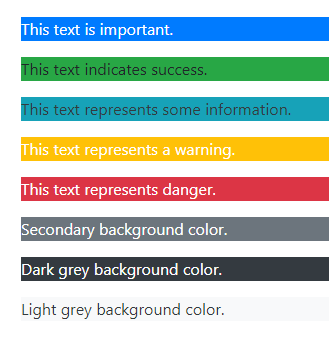 This text is important.
This text indicates success.
This text represents some information.
This text represents a warning.
This text represents danger.
Secondary background color.
Dark grey background color.
Light grey background color.